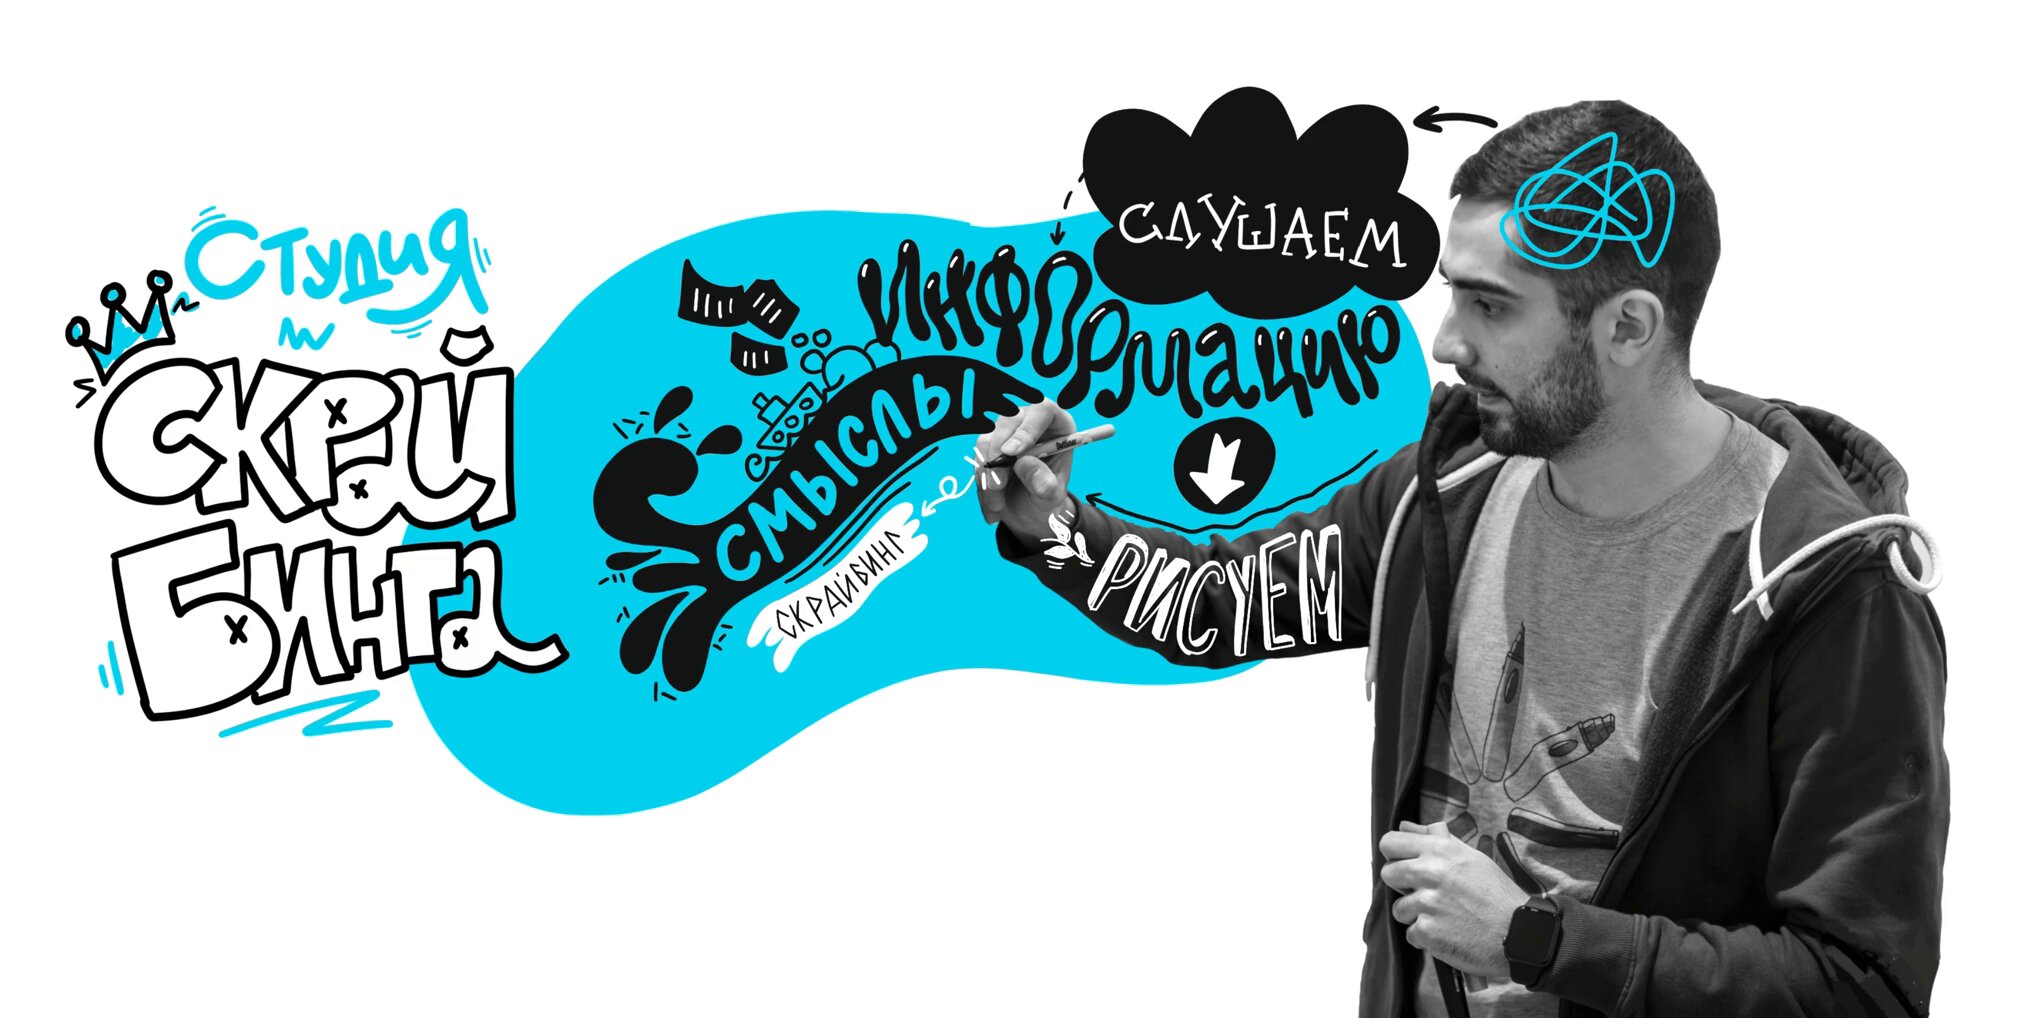 Студия
СКРАЙ
БИНГА
СЛУШАЕМ
ИНФОРМАЦИЮ
РИСУЕМ
СМЫСЛЫ
СКРАЙБИНГ